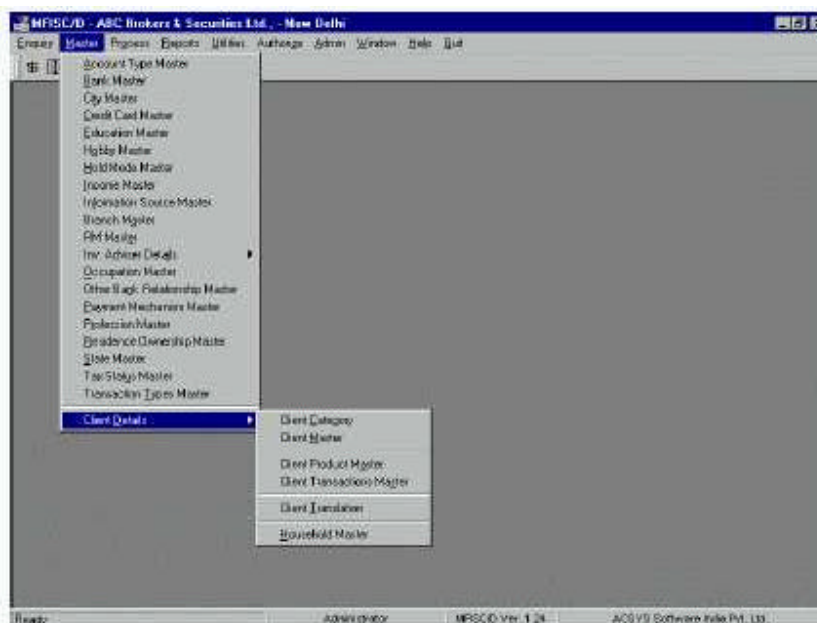 MFISC/D - ABC Brokers & Securities Ltd., - New Delhi
Enquiry Master Process Reports Utilities Authorise Admin Window Help Quit
Account Type Master
Bank Master
City Master
Credit Card Master
Education Master
Hobby Master
Hold Mode Master
Income Master
Information Source Master
Branch Master
RM Master
Inv. Adviser Details
Occupation Master
Other Bank Relationship Master
Payment Mechanism Master
Profession Master
Residence Ownership Master
State Master
Tax Status Master
Transaction Types Master
Client Details
Client Category
Client Master
Client Product Master
Client Transactions Master
Client Translation
Household Master
Ready Administrator MFISC/D Ver. 1.24 ACSYS Software India Pvt. Ltd.